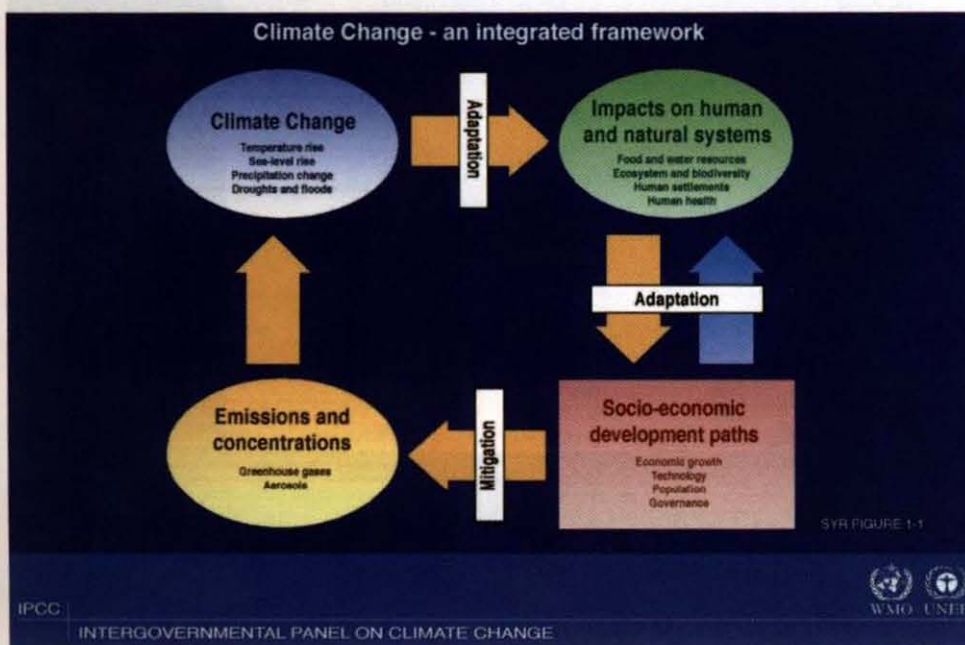 Climate Change - an integrated framework
Climate Change
Temperature rise
Sea-level rise
Precipitation change
Droughts and floods
Adaptation
Impacts on human
and natural systems
Food and water resources
Ecosystem and biodiversity
Human settlements
Human health
Adaptation
Emissions and
concentrations
Greenhouse gases
Aerosols
Mitigation
Socio-economic
development paths
Economic growth
Technology
Population
Governance
SYR FIGURE 1-1
IPCC
INTERGOVERNMENTAL PANEL ON CLIMATE CHANGE
WMO UNEP